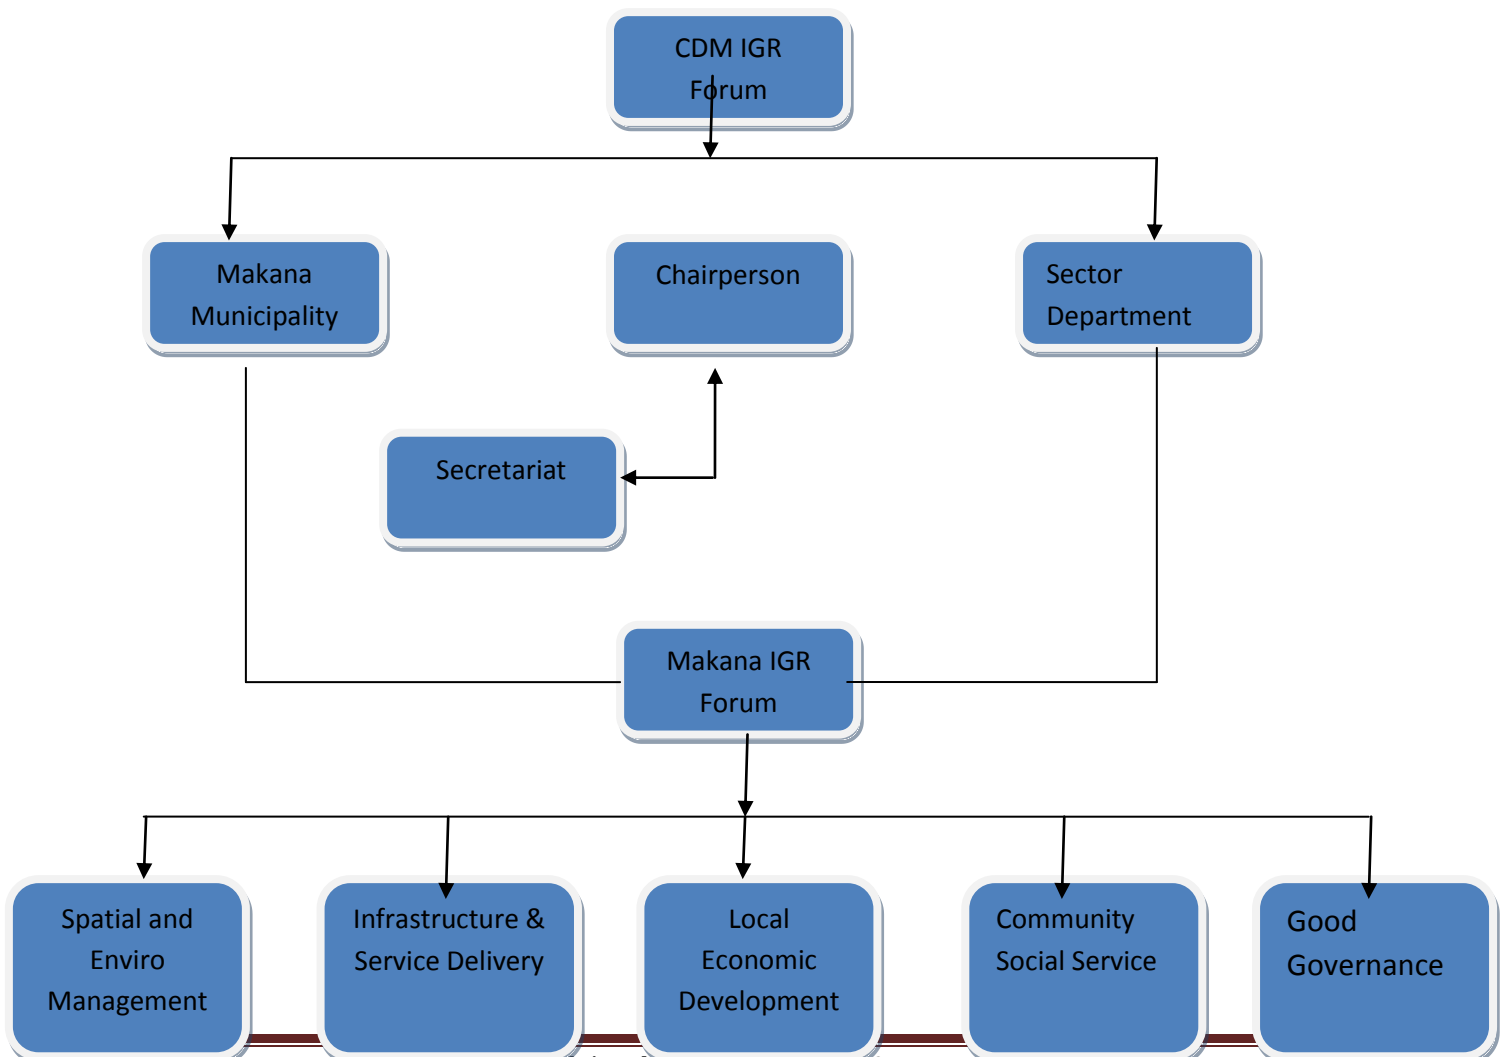 CDM IGR
Forum
Makana
Municipality
Chairperson
Sector
Department
Secretariat
Makana IGR
Forum
Spatial and
Enviro
Management
Infrastructure &
Service Delivery
Local
Economic
Development
Community
Social Service
Good
Governance